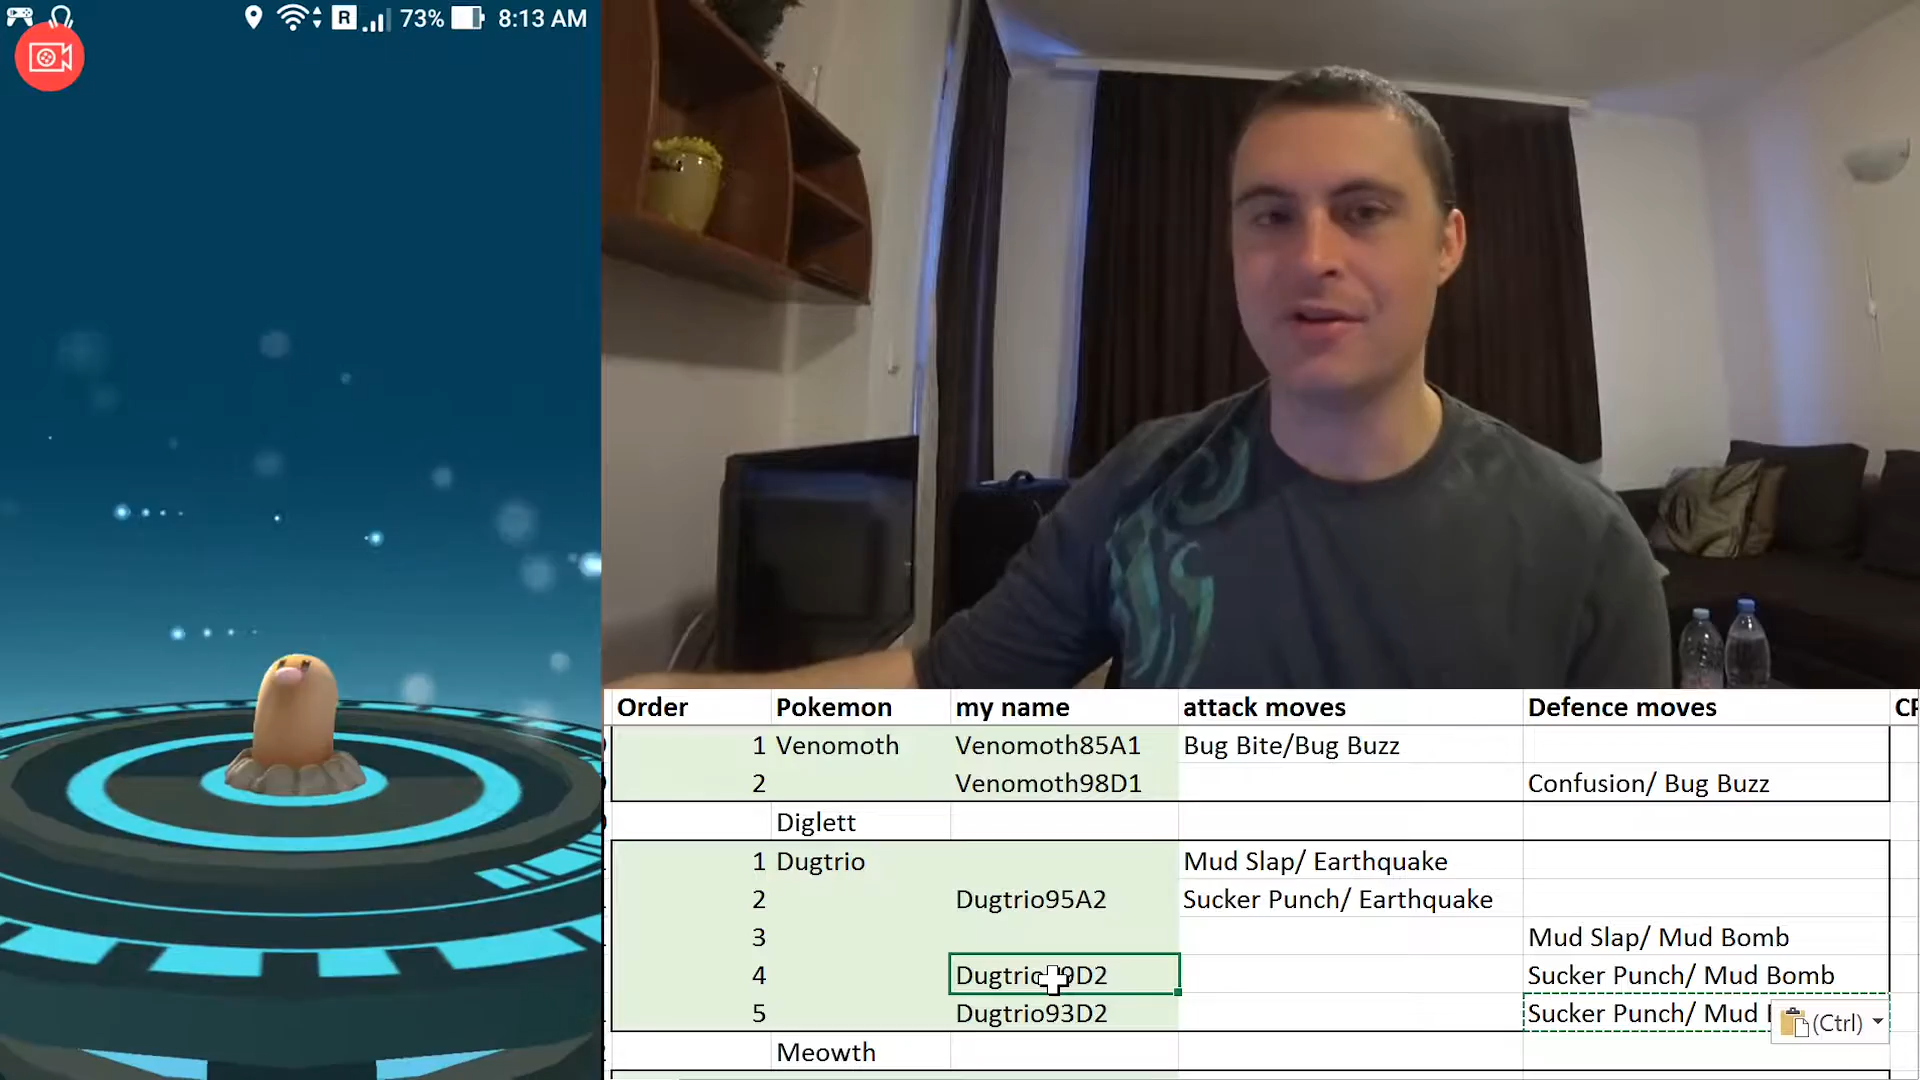 R 73% 8:13 AM
Order Pokemon my name attack moves Defence moves
1 Venomoth Venomoth85A1 Bug Bite/Bug Buzz
2 Venomoth98D1 Confusion/ Bug Buzz
Diglett
1 Dugtrio Mud Slap/ Earthquake
2 Dugtrio95A2 Sucker Punch/ Earthquake
3 Mud Slap/ Mud Bomb
4 Sucker Punch/ Mud Bomb
5 Dugtrio93D2 Sucker Punch/ Mud (Ctrl)
Meowth